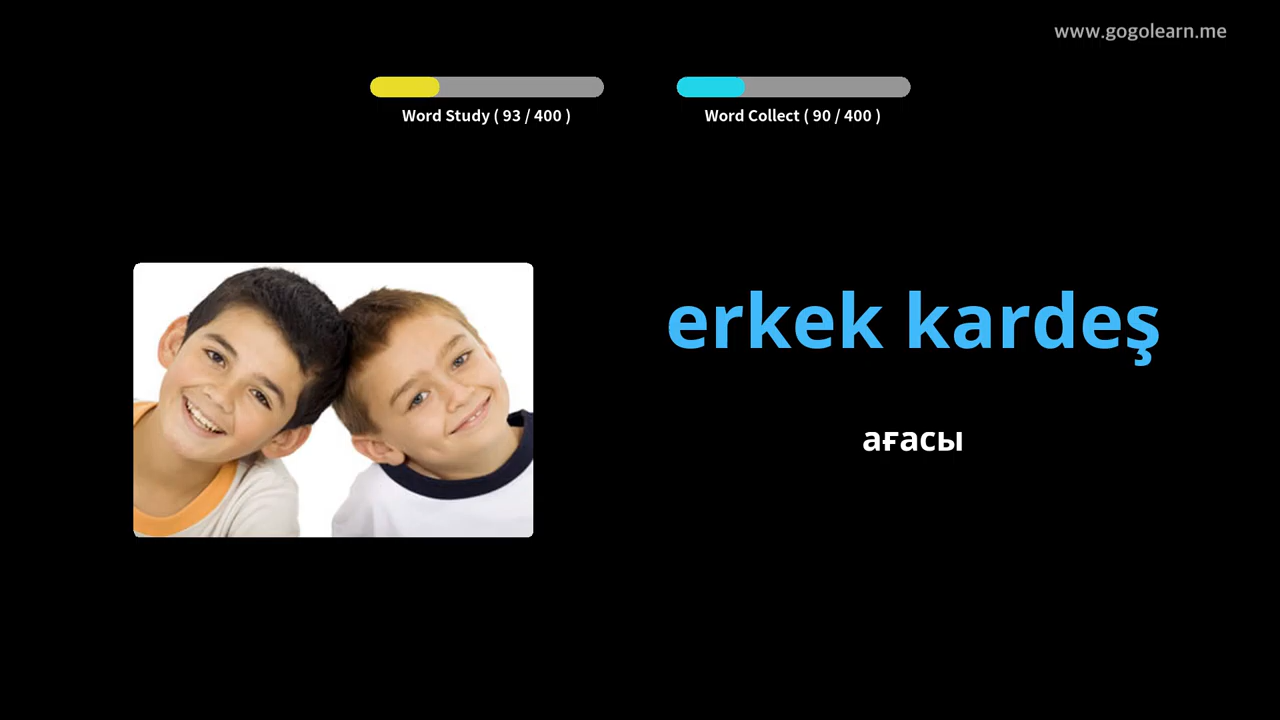 www.gogolearn.me
Word Study ( 93 / 400 )
Word Collect ( 90 / 400 )
erkek kardeş
ағасы